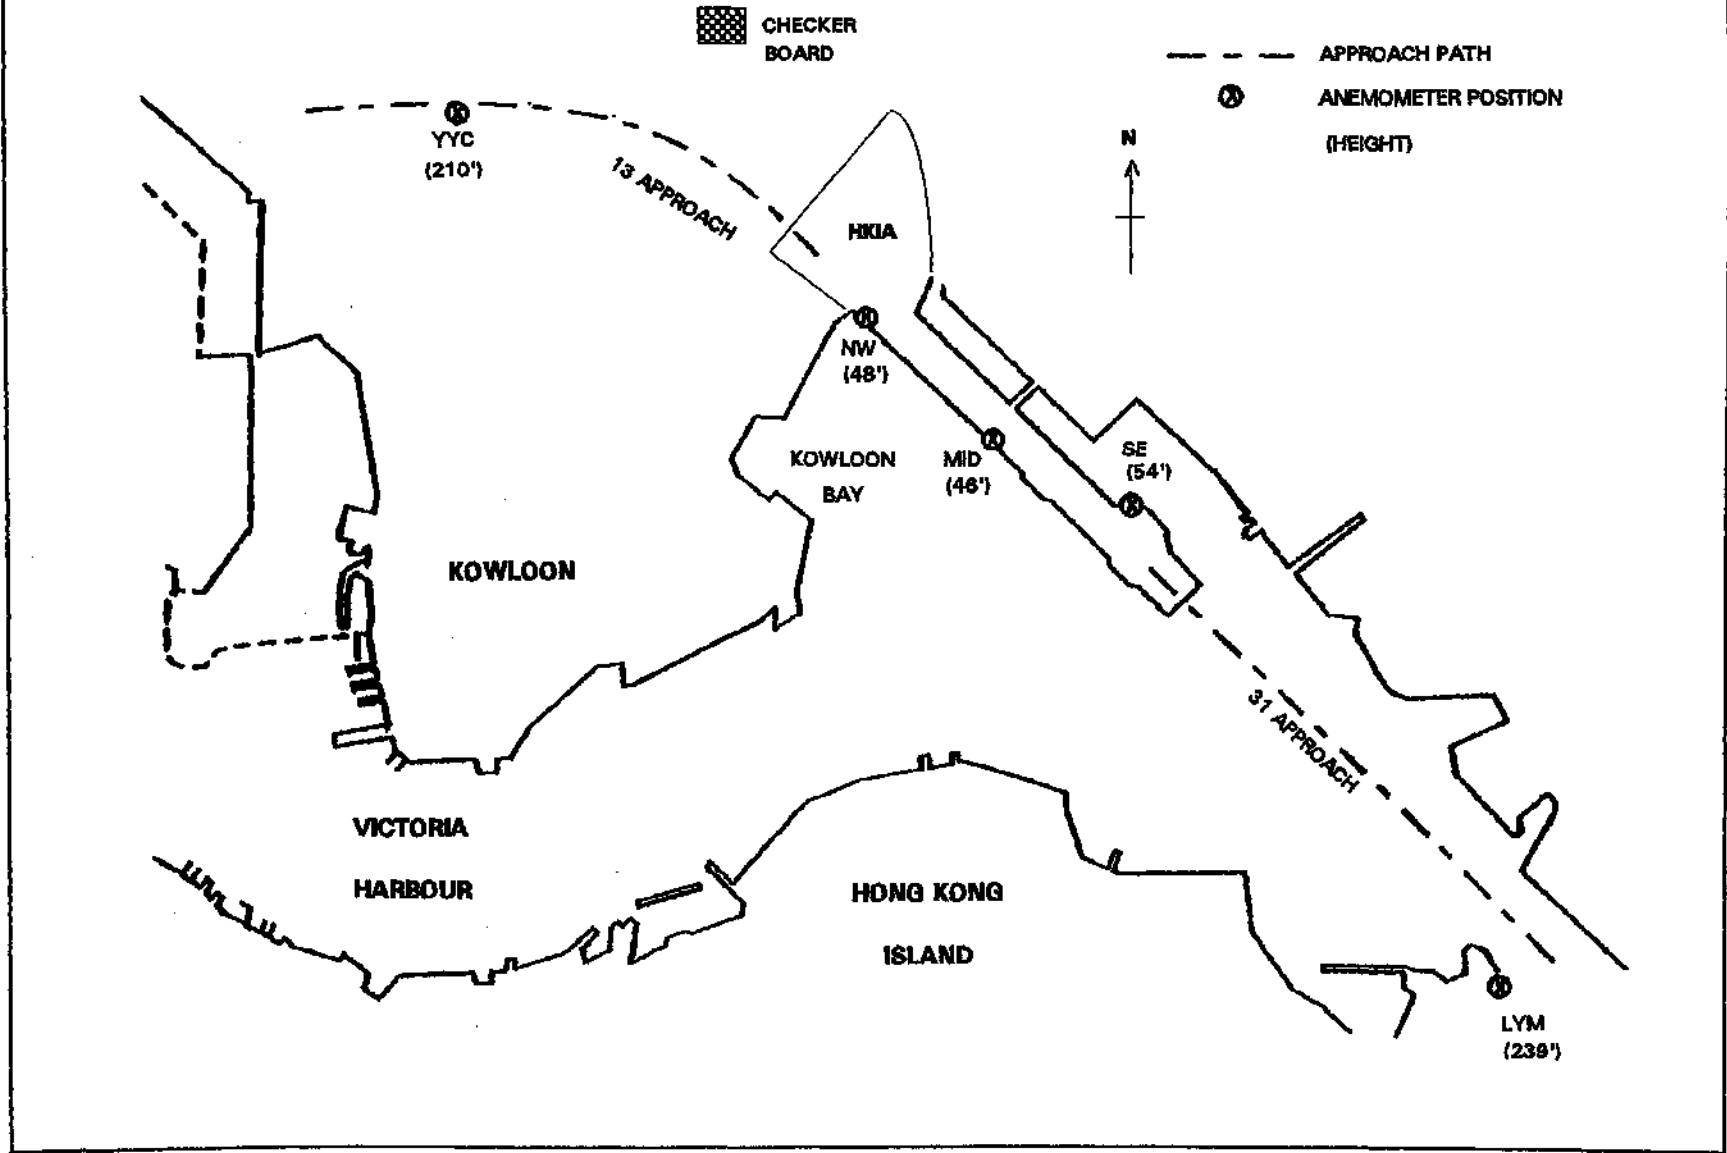 CHECKER
BOARD
APPROACH PATH
ANEMOMETER POSITION
(HEIGHT)
N
YYC
(210')
13 APPROACH
HKIA
NW
(48')
KOWLOON
BAY
MID
(46')
SE
(54')
KOWLOON
31 APPROACH
VICTORIA
HARBOUR
HONG KONG
ISLAND
LYM
(239')